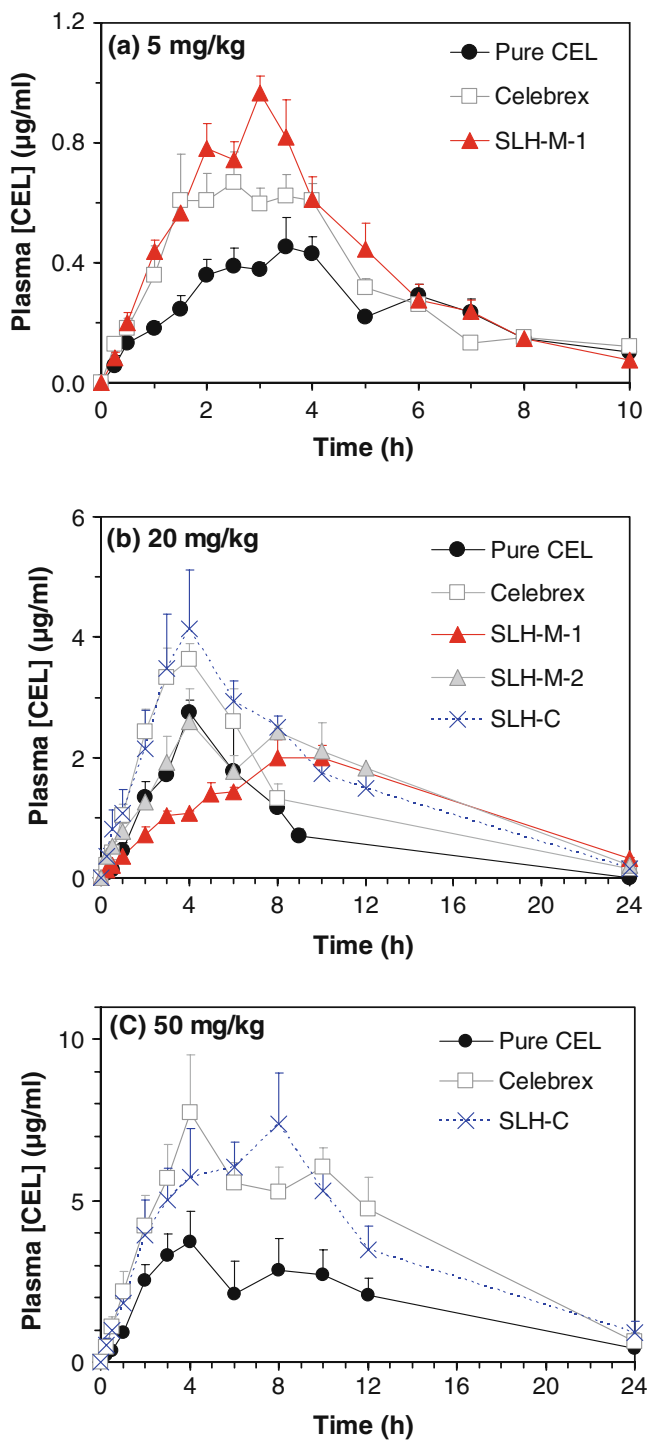 (a) 5 mg/kg
Pure CEL
Celebrex
SLH-M-1
Plasma [CEL] (µg/ml)
1.2
0.8
0.4
0.0
0 2 4 6 8 10
Time (h)
(b) 20 mg/kg
Pure CEL
Celebrex
SLH-M-1
SLH-M-2
SLH-C
Plasma [CEL] (µg/ml)
6
4
2
0
0 4 8 12 16 20 24
Time (h)
(C) 50 mg/kg
Pure CEL
Celebrex
SLH-C
Plasma [CEL] (µg/ml)
10
5
0
0 4 8 12 16 20 24
Time (h)